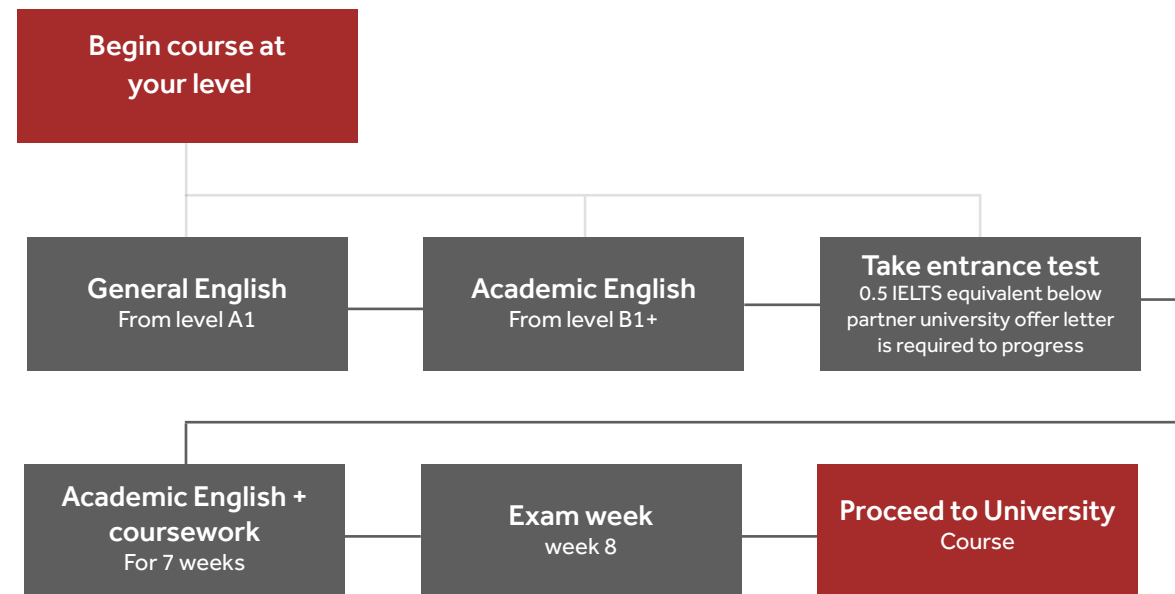 Begin course at
your level
General English
From level A1
Academic English
From level B1+
Take entrance test
0.5 IELTS equivalent below
partner university offer letter
is required to progress
Academic English +
coursework
For 7 weeks
Exam week
week 8
Proceed to University
Course